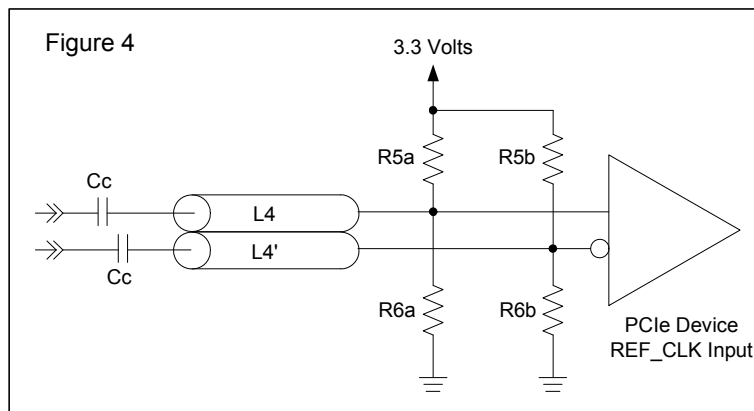 Figure 4
3.3 Volts
R5a
R5b
Cc
L4
L4'
Cc
R6a
R6b
PCIe Device
REF_CLK Input